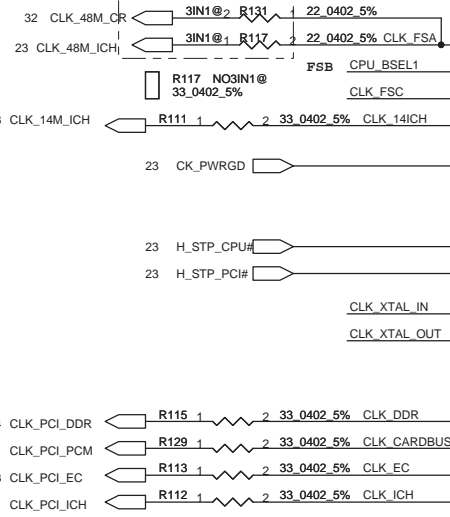 32 CLK_48M_CR 3IN1@ 2 R131 1 22_0402_5%
23 CLK_48M_ICH 3IN1@ 1 R117 2 22_0402_5% CLK_FSA
FSB CPU_BSEL1
R117 NO3IN1@
33_0402_5%
CLK_FSC
CLK_14M_ICH R111 1 2 33_0402_5% CLK_14ICH
23 CK_PWRGD
23 H_STP_CPU#
23 H_STP_PCI#
CLK_XTAL_IN
CLK_XTAL_OUT
CLK_PCI_DDR R115 1 2 33_0402_5% CLK_DDR
CLK_PCI_PCM R129 1 2 33_0402_5% CLK_CARDBUS
CLK_PCI_EC R113 1 2 33_0402_5% CLK_EC
CLK_PCI_ICH R112 1 2 33_0402_5% CLK_ICH